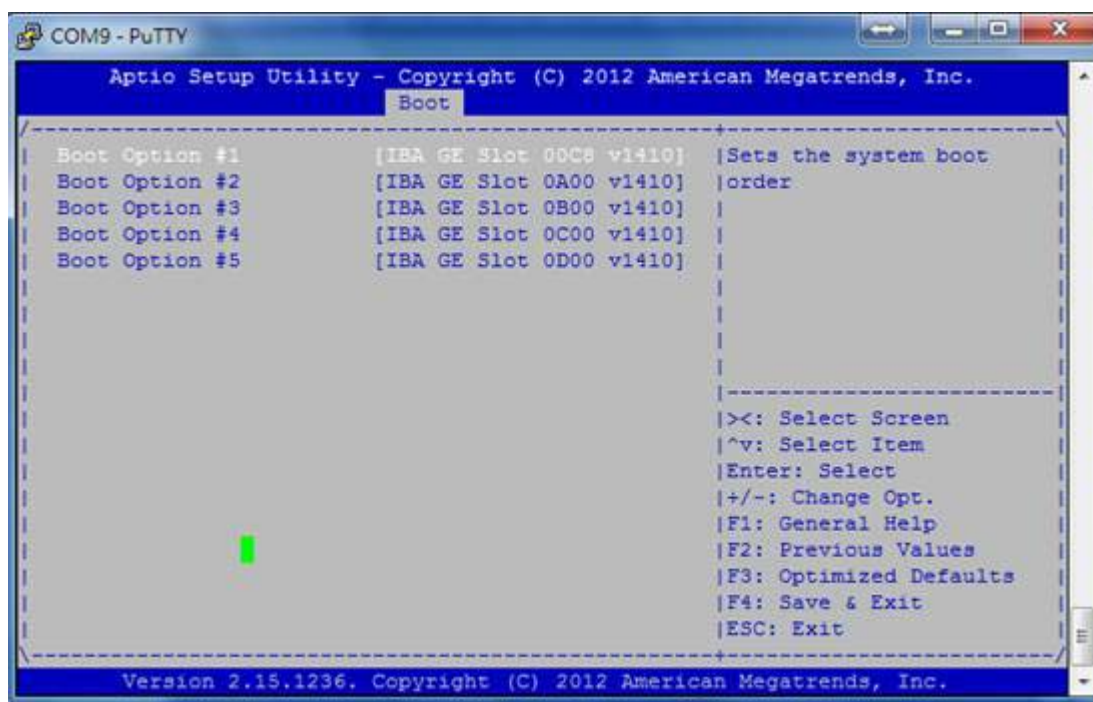 COM9 - PuTTY
Aptio Setup Utility - Copyright (C) 2012 American Megatrends, Inc.
Boot
Boot Option #1 [IBA GE Slot 00C8 v1410]
Boot Option #2 [IBA GE Slot 0A00 v1410]
Boot Option #3 [IBA GE Slot 0B00 v1410]
Boot Option #4 [IBA GE Slot 0C00 v1410]
Boot Option #5 [IBA GE Slot 0D00 v1410]
Sets the system boot
order
><: Select Screen
^v: Select Item
Enter: Select
+/-: Change Opt.
F1: General Help
F2: Previous Values
F3: Optimized Defaults
F4: Save & Exit
ESC: Exit
Version 2.15.1236. Copyright (C) 2012 American Megatrends, Inc.